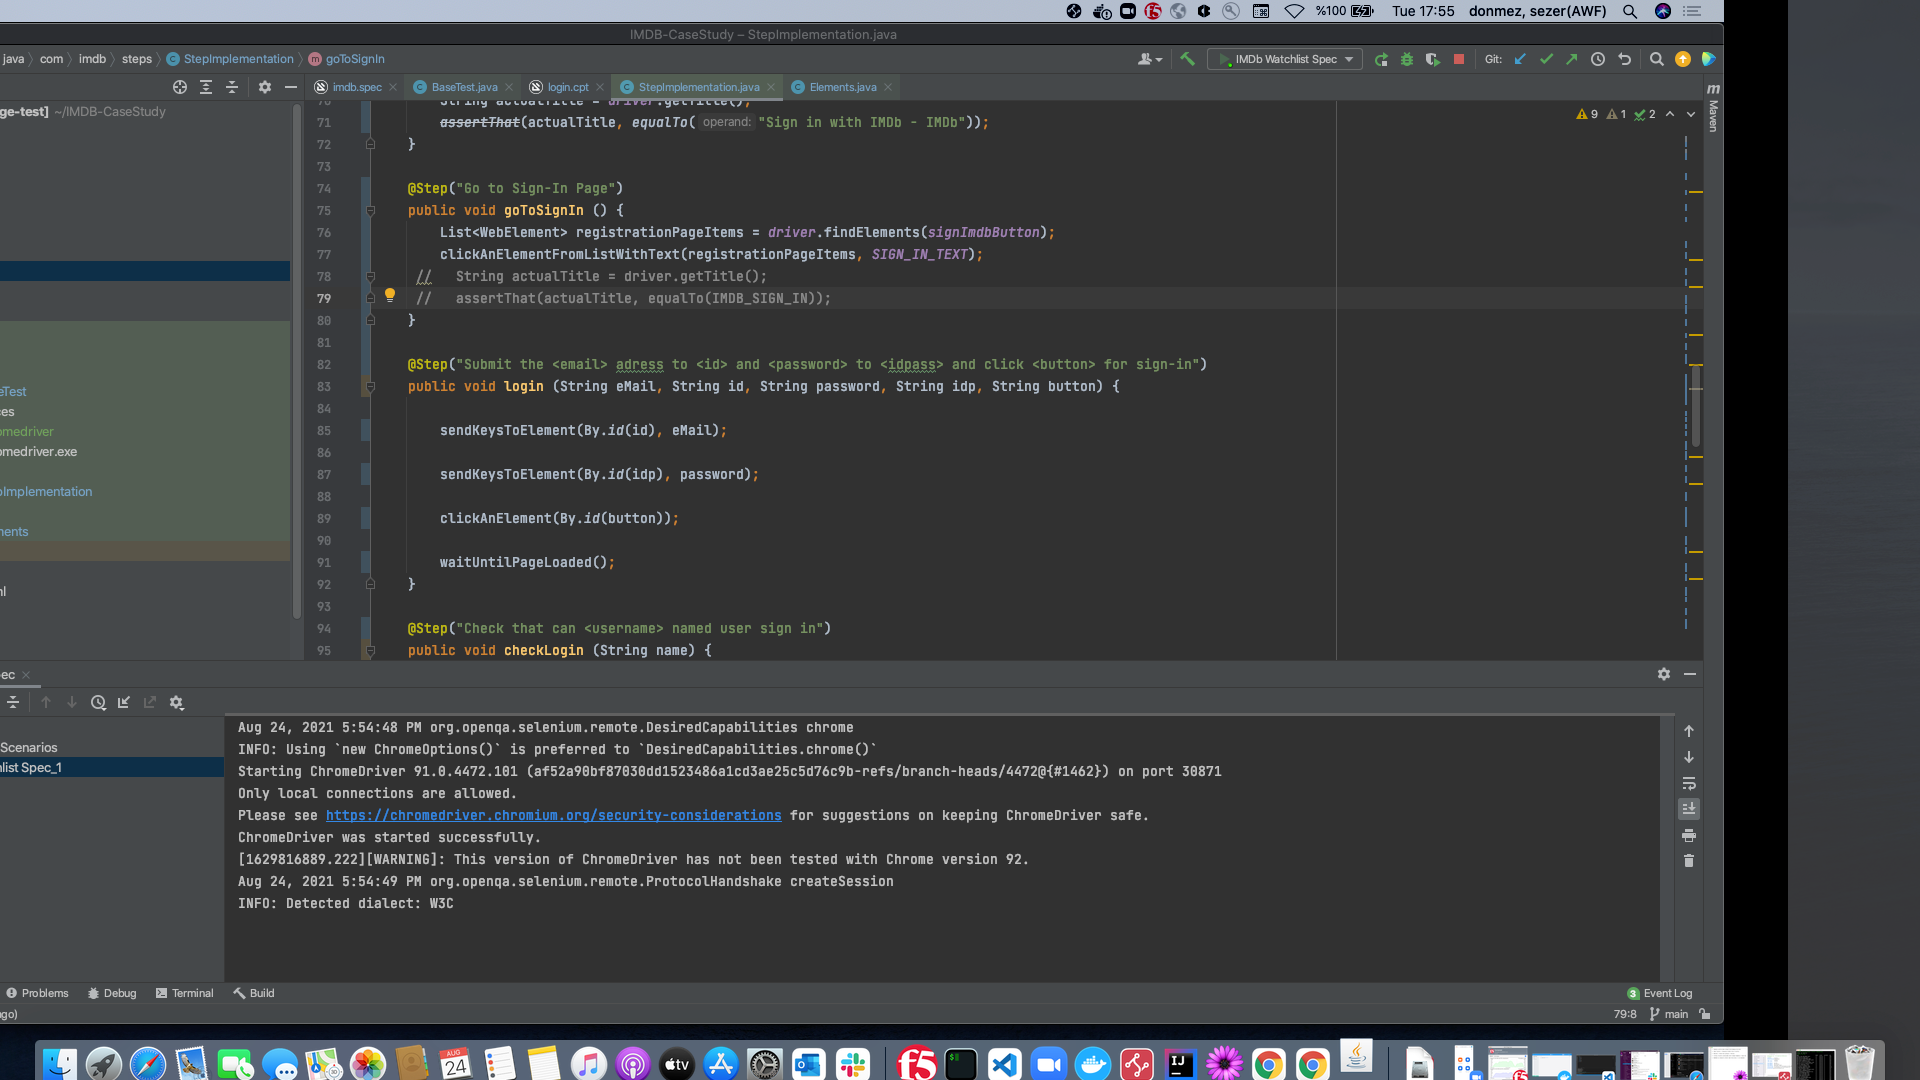 %100
Tue 17:55
donmez, sezer(AWF)
IMDB-CaseStudy – StepImplementation.java
java com imdb steps StepImplementation goToSignIn
IMDb Watchlist Spec
Git:
ge-test] ~/IMDB-CaseStudy
imdb.spec
BaseTest.java
login.cpt
StepImplementation.java
Elements.java
Maven
9 1 2
70 String actualTitle = driver.getTitle();
71 assertThat(actualTitle, equalTo( operand: "Sign in with IMDb - IMDb"));
72 }
73
74 @Step("Go to Sign-In Page")
75 public void goToSignIn () {
76 List<WebElement> registrationPageItems = driver.findElements(signImdbButton);
77 clickAnElementFromListWithText(registrationPageItems, SIGN_IN_TEXT);
78 // String actualTitle = driver.getTitle();
79 // assertThat(actualTitle, equalTo(IMDB_SIGN_IN));
80 }
81
82 @Step("Submit the <email> adress to <id> and <password> to <idpass> and click <button> for sign-in")
83 public void login (String eMail, String id, String password, String idp, String button) {
84
85 sendKeysToElement(By.id(id), eMail);
86
87 sendKeysToElement(By.id(idp), password);
88
89 clickAnElement(By.id(button));
90
91 waitUntilPageLoaded();
92 }
93
94 @Step("Check that can <username> named user sign in")
95 public void checkLogin (String name) {
eTest
ces
omedriver
omedriver.exe
pImplementation
ments
ml
ec
Scenarios
hlist Spec_1
Aug 24, 2021 5:54:48 PM org.openqa.selenium.remote.DesiredCapabilities chrome
INFO: Using `new ChromeOptions()` is preferred to `DesiredCapabilities.chrome()`
Starting ChromeDriver 91.0.4472.101 (af52a90bf87030dd1523486a1cd3ae25c5d76c9b-refs/branch-heads/4472@{#1462}) on port 30871
Only local connections are allowed.
Please see https://chromedriver.chromium.org/security-considerations for suggestions on keeping ChromeDriver safe.
ChromeDriver was started successfully.
[1629816889.222][WARNING]: This version of ChromeDriver has not been tested with Chrome version 92.
Aug 24, 2021 5:54:49 PM org.openqa.selenium.remote.ProtocolHandshake createSession
INFO: Detected dialect: W3C
Problems
Debug
Terminal
Build
3 Event Log
ago)
79:8
main
AUG
24
tv
IJ